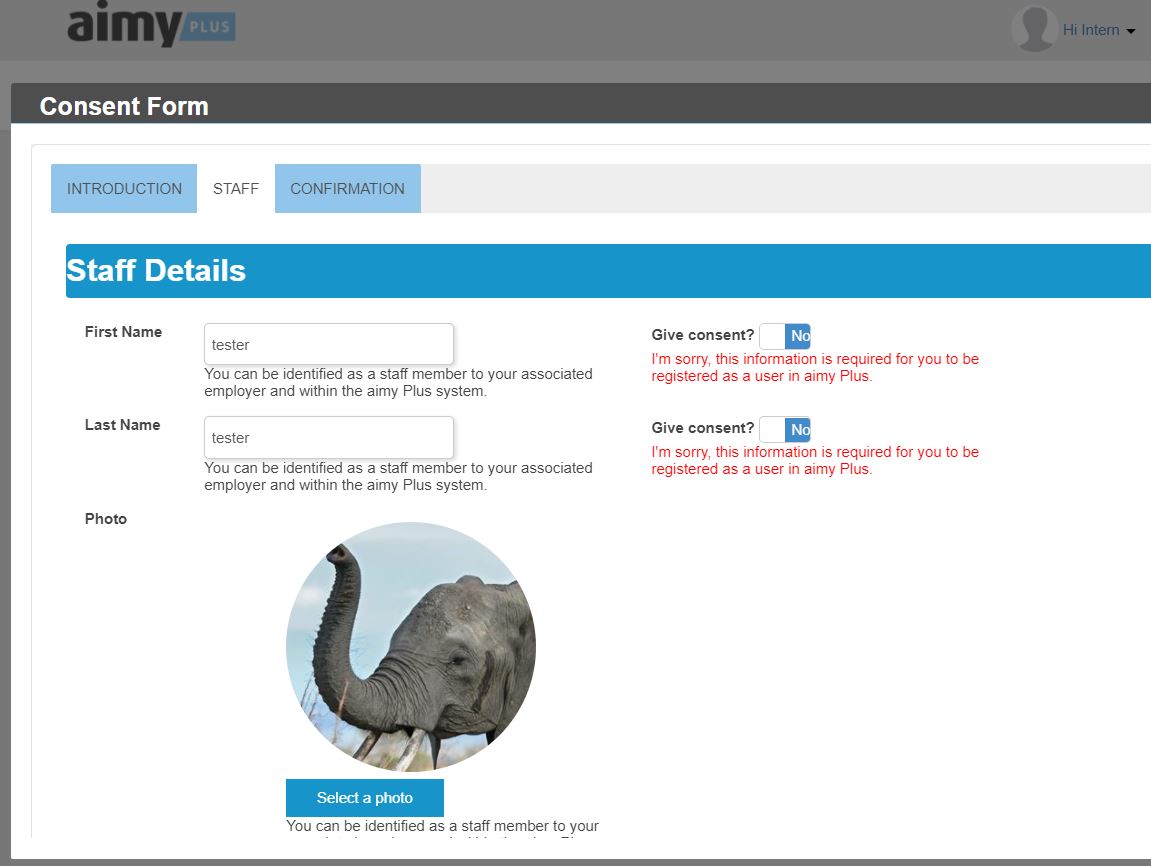 aimy PLUS
Hi Intern
Consent Form
INTRODUCTION STAFF CONFIRMATION
Staff Details
First Name
tester
You can be identified as a staff member to your associated
employer and within the aimy Plus system.
Give consent? No
I'm sorry, this information is required for you to be
registered as a user in aimy Plus.
Last Name
tester
You can be identified as a staff member to your associated
employer and within the aimy Plus system.
Give consent? No
I'm sorry, this information is required for you to be
registered as a user in aimy Plus.
Photo
Select a photo
You can be identified as a staff member to your